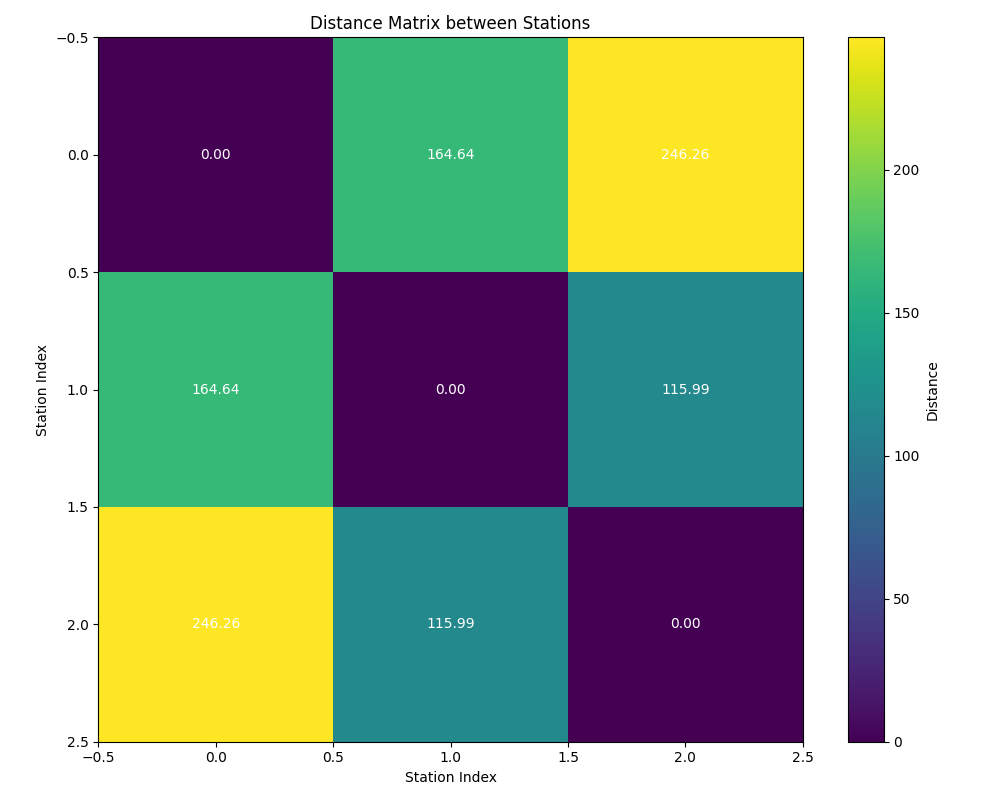 Distance Matrix between Stations
−0.5
0.0
0.5
1.0
1.5
2.0
2.5
Station Index
0.00 164.64 246.26
164.64 0.00 115.99
246.26 115.99 0.00
−0.5 0.0 0.5 1.0 1.5 2.0 2.5
Station Index
200
150
100
50
0
Distance